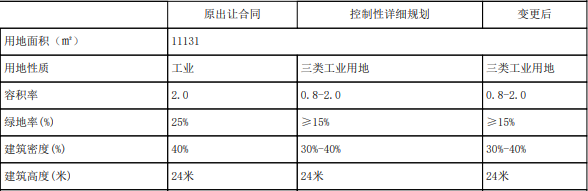 原出让合同 控制性详细规划 变更后
用地面积（㎡） 11131
用地性质 工业 三类工业用地 三类工业用地
容积率 2.0 0.8-2.0 0.8-2.0
绿地率(%) 25% ≥15% ≥15%
建筑密度(%) 40% 30%-40% 30%-40%
建筑高度(米) 24米 24米 24米